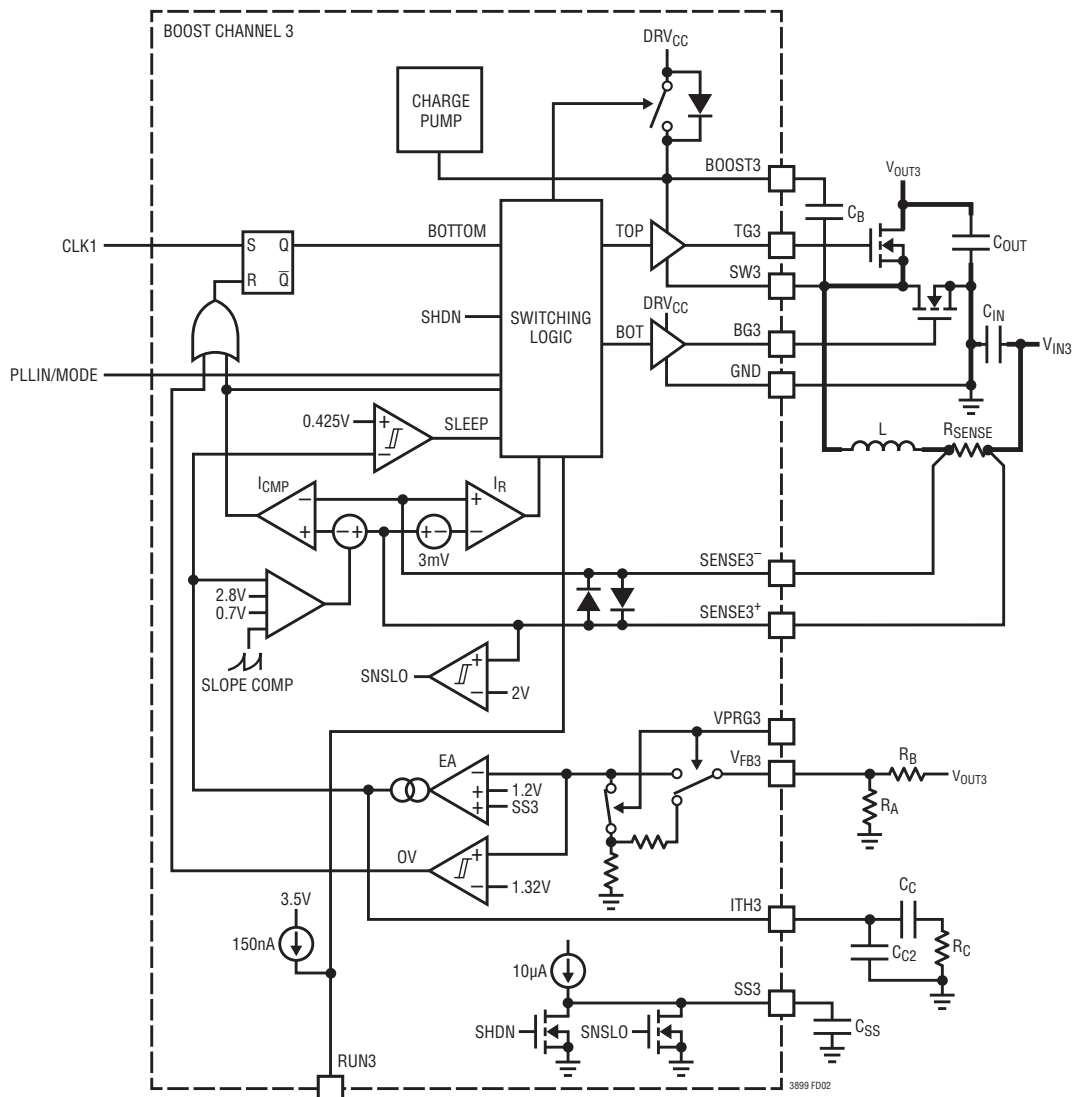 BOOST CHANNEL 3
DRVCC
CHARGE
PUMP
BOOST3
VOUT3
CB
CLK1
S Q
R Q̅
BOTTOM
TOP
TG3
COUT
SW3
SHDN
SWITCHING
LOGIC
DRVCC
BOT
BG3
CIN
VIN3
GND
PLLIN/MODE
0.425V
+
−
SLEEP
L
RSENSE
ICMP
−
+
− +
+ −
3mV
IR
+
−
SENSE3−
2.8V
0.7V
SENSE3+
SLOPE COMP
SNSLO
+
−
2V
VPRG3
EA
−
+
+
1.2V
SS3
VFB3
RB
VOUT3
RA
OV
+
−
1.32V
3.5V
150nA
ITH3
CC
CC2
RC
10µA
SS3
SHDN
SNSLO
CSS
RUN3
3899 FD02